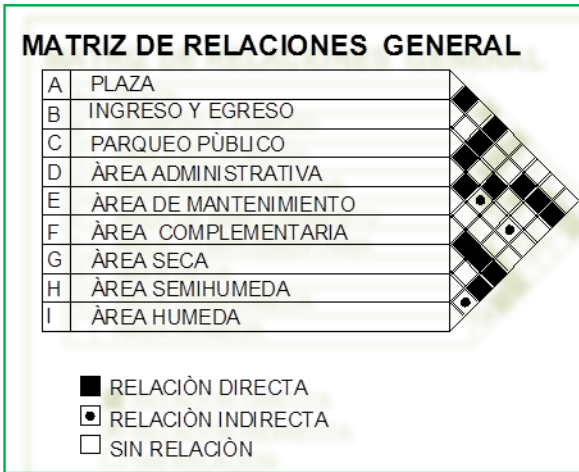 MATRIZ DE RELACIONES GENERAL
A PLAZA
B INGRESO Y EGRESO
C PARQUEO PÙBLICO
D ÀREA ADMINISTRATIVA
E ÀREA DE MANTENIMIENTO
F ÀREA COMPLEMENTARIA
G ÀREA SECA
H ÀREA SEMIHUMEDA
I ÀREA HUMEDA
RELACIÒN DIRECTA
RELACIÒN INDIRECTA
SIN RELACIÒN